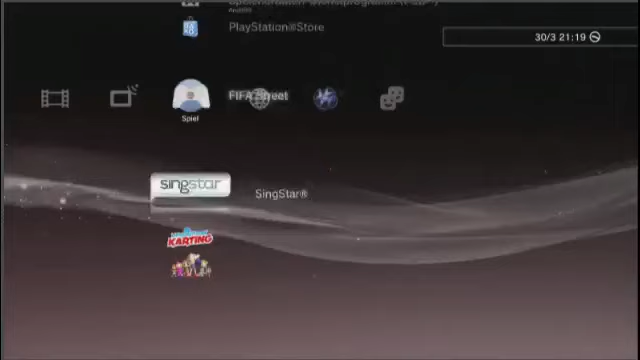 PlayStation®Store
30/3 21:19
FIFA Street
Spiel
singstar
SingStar®
KARTING